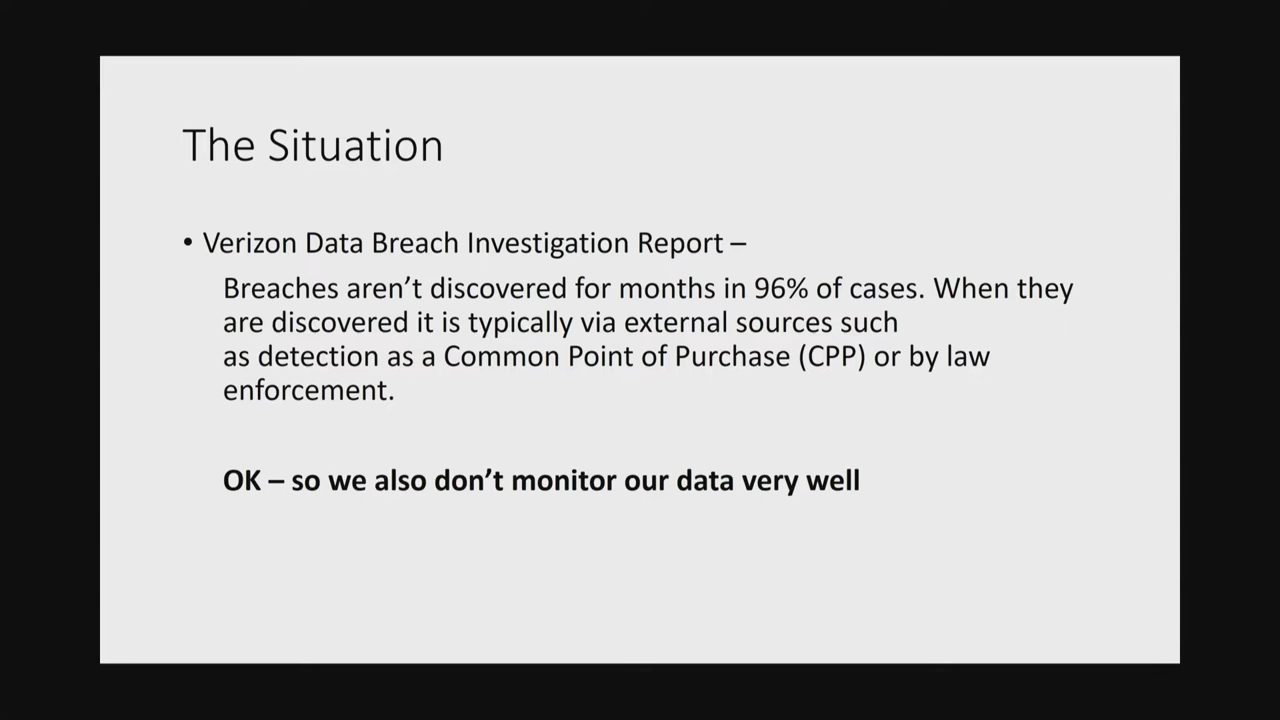 The Situation
• Verizon Data Breach Investigation Report –
Breaches aren’t discovered for months in 96% of cases. When they
are discovered it is typically via external sources such
as detection as a Common Point of Purchase (CPP) or by law
enforcement.
OK – so we also don’t monitor our data very well